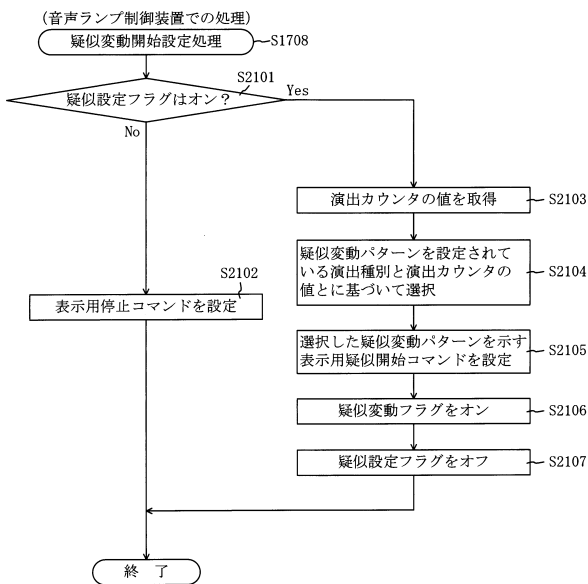 (音声ランプ制御装置での処理)
疑似変動開始設定処理
S1708
S2101
疑似設定フラグはオン？
Yes
No
演出カウンタの値を取得
S2103
疑似変動パターンを設定されて
いる演出種別と演出カウンタの
値とに基づいて選択
S2104
S2102
表示用停止コマンドを設定
選択した疑似変動パターンを示す
表示用疑似開始コマンドを設定
S2105
疑似変動フラグをオン
S2106
疑似設定フラグをオフ
S2107
終 了